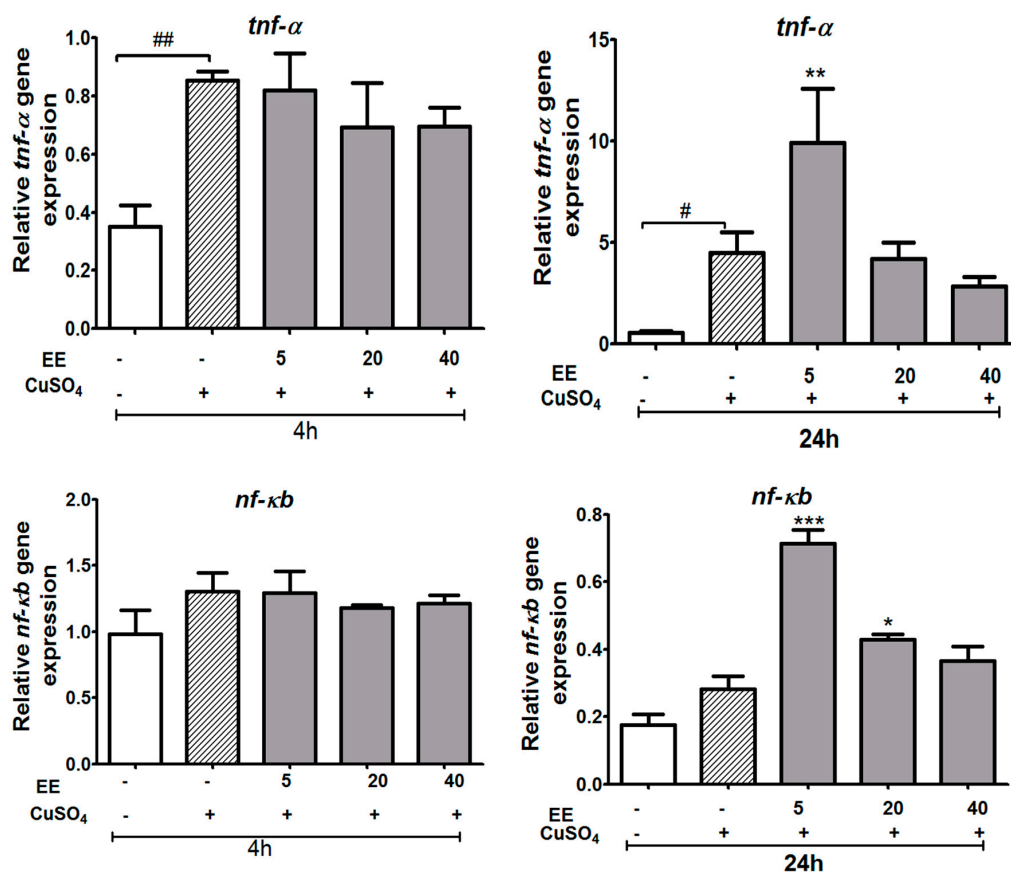 tnf-α
Relative tnf-α gene
expression
1.0
0.8
0.6
0.4
0.2
0.0
##
EE - - 5 20 40
CuSO₄ - + + + +
4h
tnf-α
Relative tnf-α gene
expression
15
10
5
0
#
**
EE - - 5 20 40
CuSO₄ - + + + +
24h
nf-κb
Relative nf-κb gene
expression
2.0
1.5
1.0
0.5
0.0
EE - - 5 20 40
CuSO₄ - + + + +
4h
nf-κb
Relative nf-κb gene
expression
0.8
0.6
0.4
0.2
0.0
***
*
EE - - 5 20 40
CuSO₄ - + + + +
24h